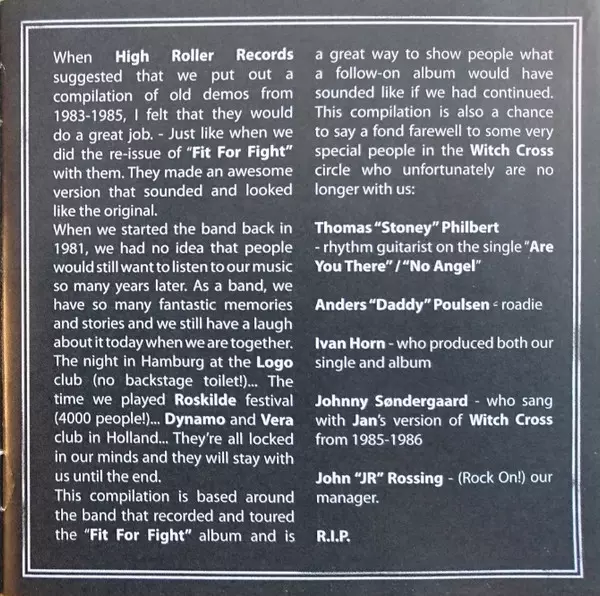 When High Roller Records
suggested that we put out a
compilation of old demos from
1983-1985, I felt that they would
do a great job. - Just like when we
did the re-issue of “Fit For Fight”
with them. They made an awesome
version that sounded and looked
like the original.
When we started the band back in
1981, we had no idea that people
would still want to listen to our music
so many years later. As a band, we
have so many fantastic memories
and stories and we still have a laugh
about it today when we are together.
The night in Hamburg at the Logo
club (no backstage toilet!)... The
time we played Roskilde festival
(4000 people!)... Dynamo and Vera
club in Holland... They're all locked
in our minds and they will stay with
us until the end.
This compilation is based around
the band that recorded and toured
the “Fit For Fight” album and is
a great way to show people what
a follow-on album would have
sounded like if we had continued.
This compilation is also a chance
to say a fond farewell to some very
special people in the Witch Cross
circle who unfortunately are no
longer with us:
Thomas “Stoney” Philbert
- rhythm guitarist on the single “Are
You There” / “No Angel”
Anders “Daddy” Poulsen - roadie
Ivan Horn - who produced both our
single and album
Johnny Søndergaard - who sang
with Jan's version of Witch Cross
from 1985-1986
John “JR” Rossing - (Rock On!) our
manager.
R.I.P.